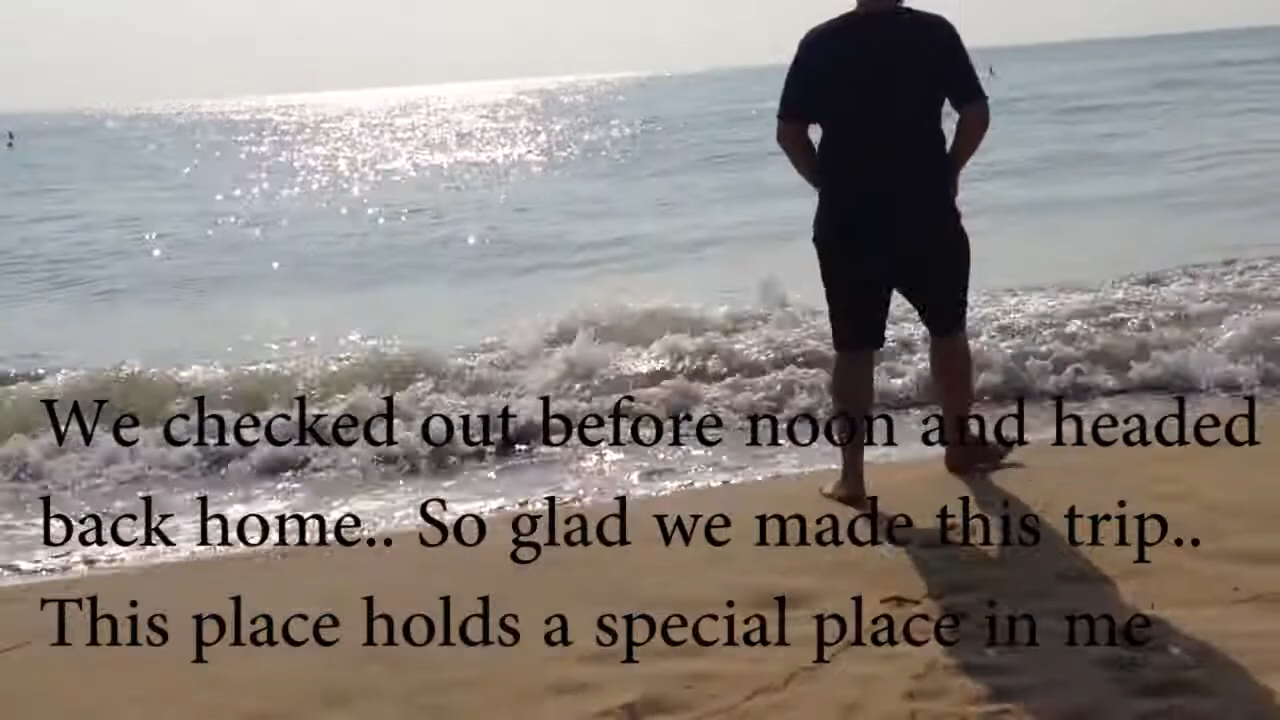 We checked out before noon and headed
back home.. So glad we made this trip..
This place holds a special place in me